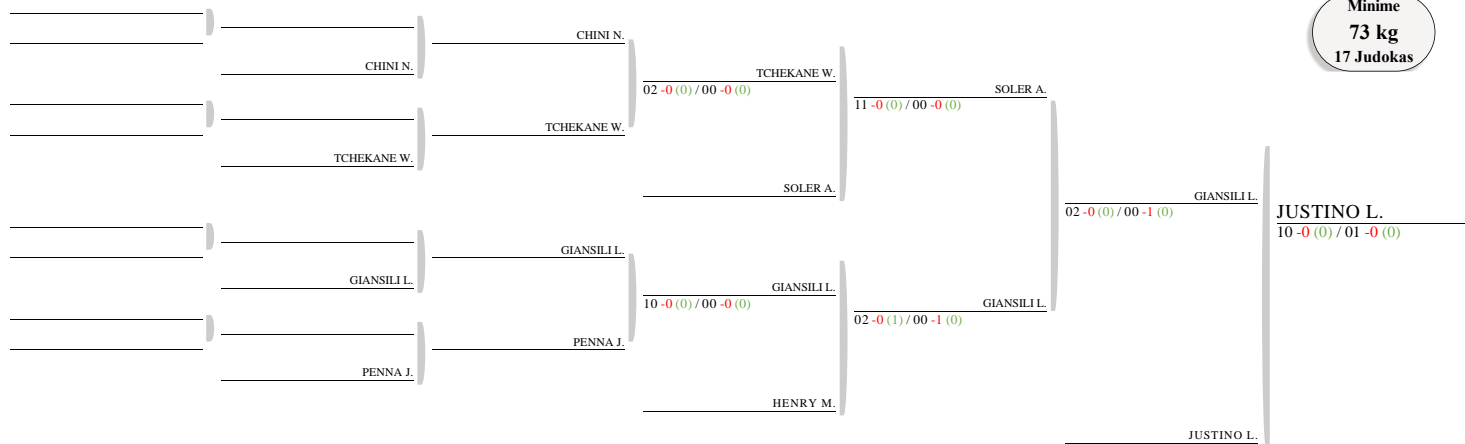 Minime
73 kg
17 Judokas
CHINI N.
CHINI N.
TCHEKANE W.
02 -0 (0) / 00 -0 (0)
SOLER A.
11 -0 (0) / 00 -0 (0)
TCHEKANE W.
TCHEKANE W.
SOLER A.
GIANSILI L.
02 -0 (0) / 00 -1 (0)
JUSTINO L.
10 -0 (0) / 01 -0 (0)
GIANSILI L.
GIANSILI L.
GIANSILI L.
10 -0 (0) / 00 -0 (0)
GIANSILI L.
02 -0 (1) / 00 -1 (0)
PENNA J.
PENNA J.
HENRY M.
JUSTINO L.